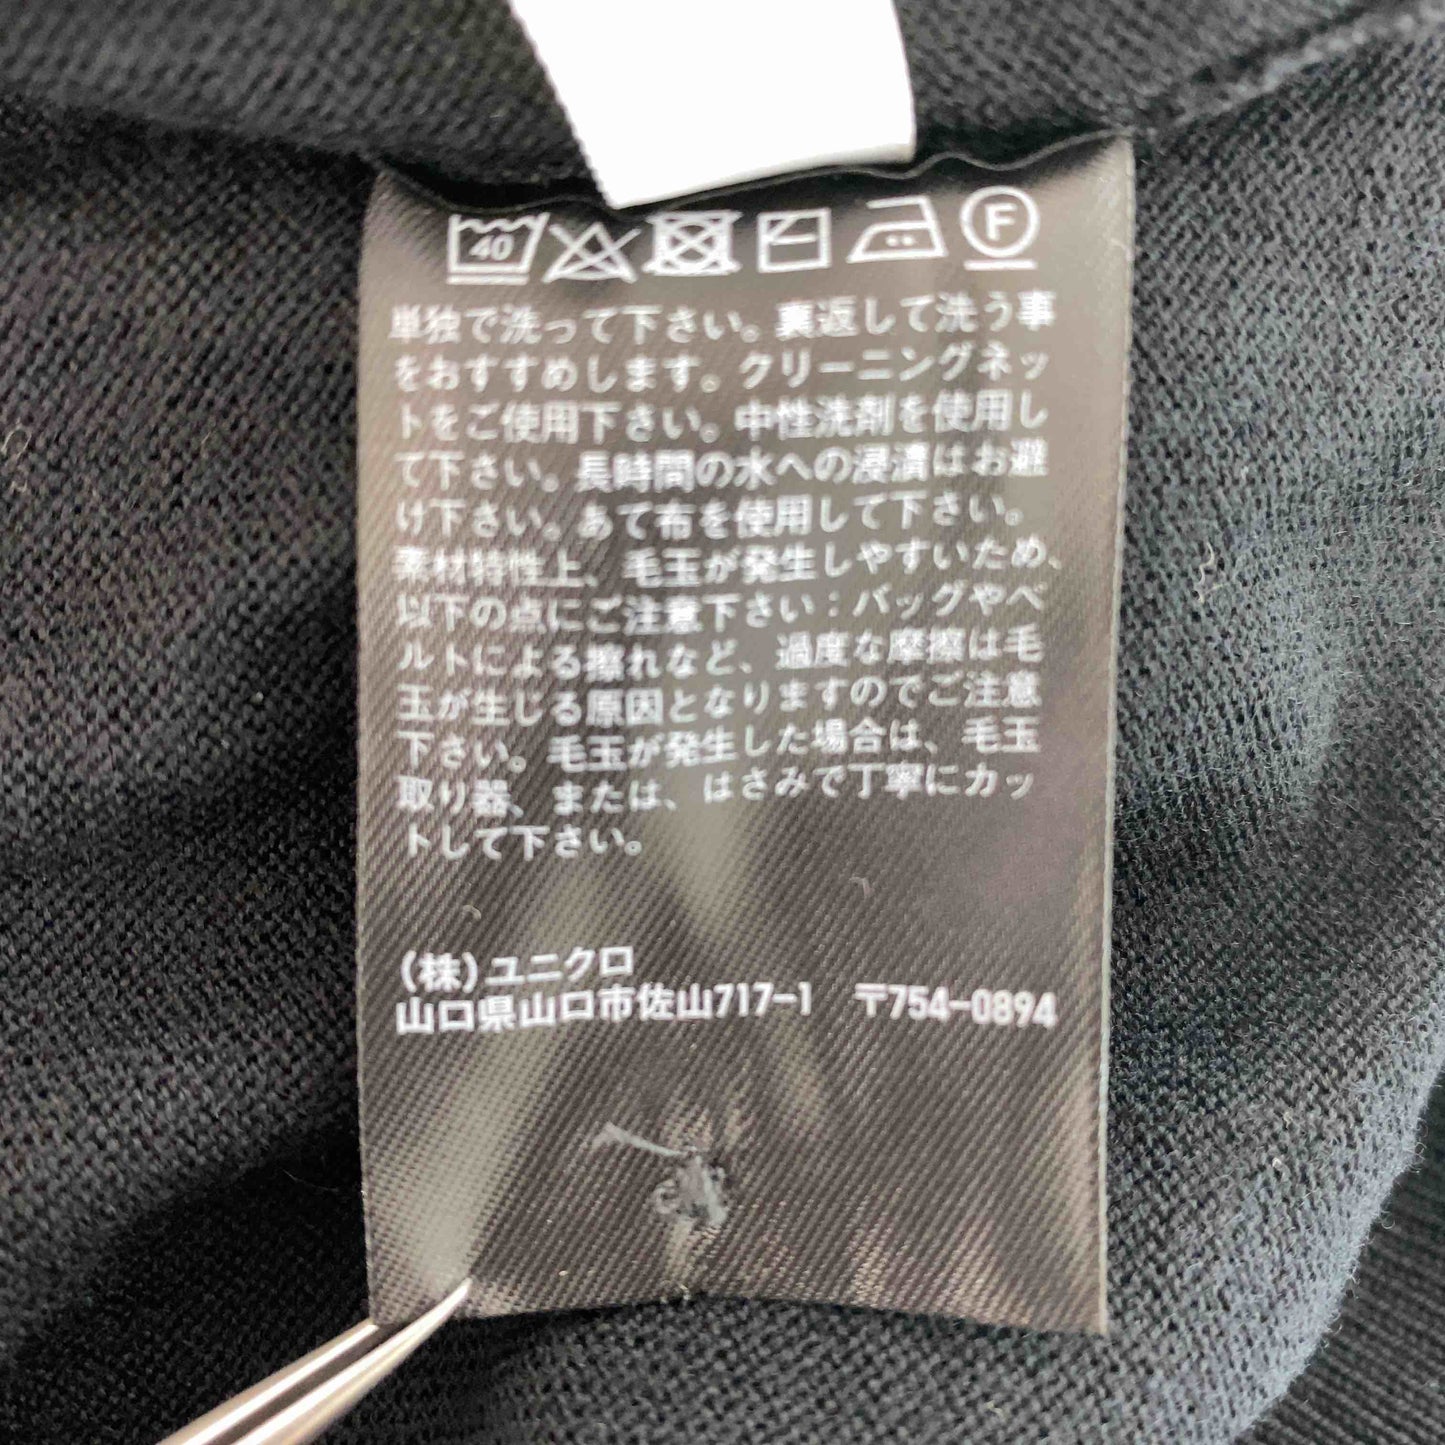 40 F
単独で洗って下さい。裏返して洗う事
をおすすめします。クリーニングネッ
トをご使用下さい。中性洗剤を使用し
て下さい。長時間の水への浸漬はお避
け下さい。あて布を使用して下さい。
素材特性上、毛玉が発生しやすいため、
以下の点にご注意下さい：バッグやベ
ルトによる擦れなど、過度な摩擦は毛
玉が生じる原因となりますのでご注意
下さい。毛玉が発生した場合は、毛玉
取り器、または、はさみで丁寧にカッ
トして下さい。
(株)ユニクロ
山口県山口市佐山717-1 〒754-0894